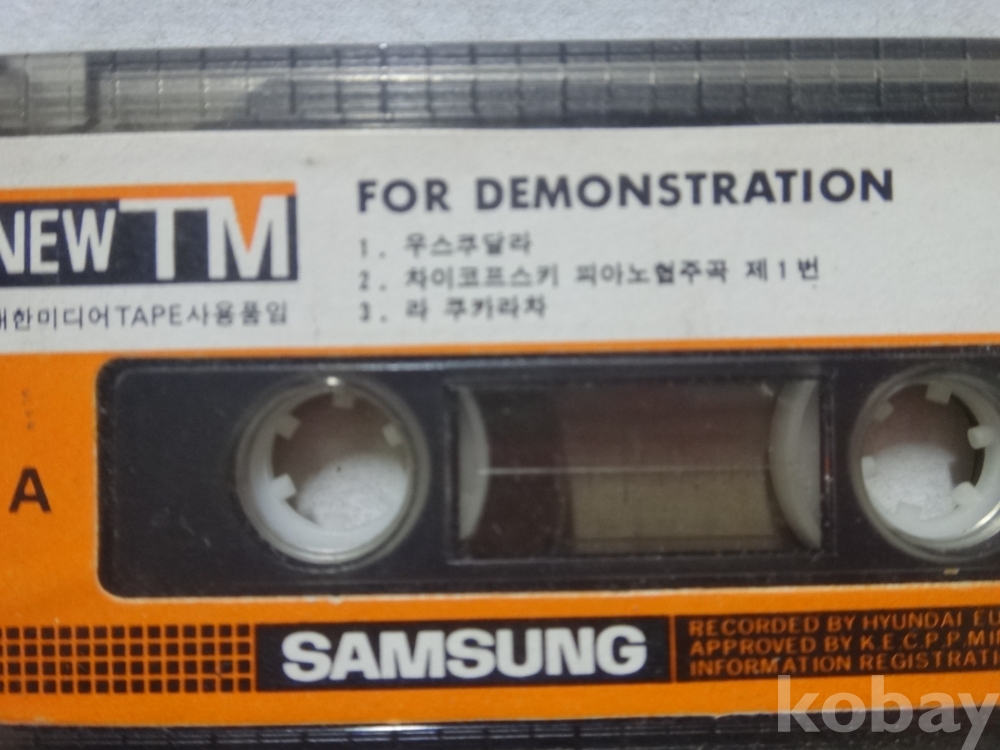 FOR DEMONSTRATION
1. 우스쿠달라
2. 차이코프스키 피아노협주곡 제1번
3. 라 쿠카라차
NEW TM
대한미디어TAPE사용품임
A
SAMSUNG
RECORDED BY HYUNDAI EU
APPROVED BY K.E.C.P.P.MI
INFORMATION REGISTRATI
kobay